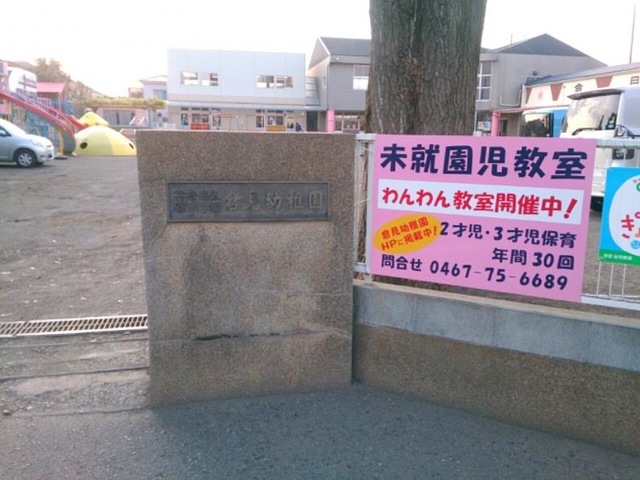 倉見幼稚園
未就園児教室
わんわん教室開催中!
倉見幼稚園
HPに掲載中!
2才児・3才児保育
年間30回
問合せ 0467-75-6689